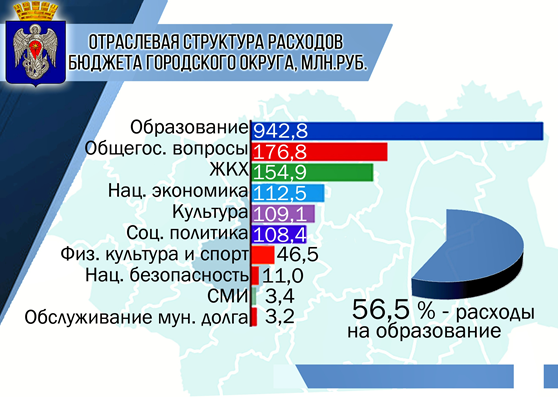 ОТРАСЛЕВАЯ СТРУКТУРА РАСХОДОВ
БЮДЖЕТА ГОРОДСКОГО ОКРУГА, МЛН.РУБ.
Образование 942,8
Общегос. вопросы 176,8
ЖКХ 154,9
Нац. экономика 112,5
Культура 109,1
Соц. политика 108,4
Физ. культура и спорт 46,5
Нац. безопасность 11,0
СМИ 3,4
Обслуживание мун. долга 3,2
56,5 % - расходы
на образование